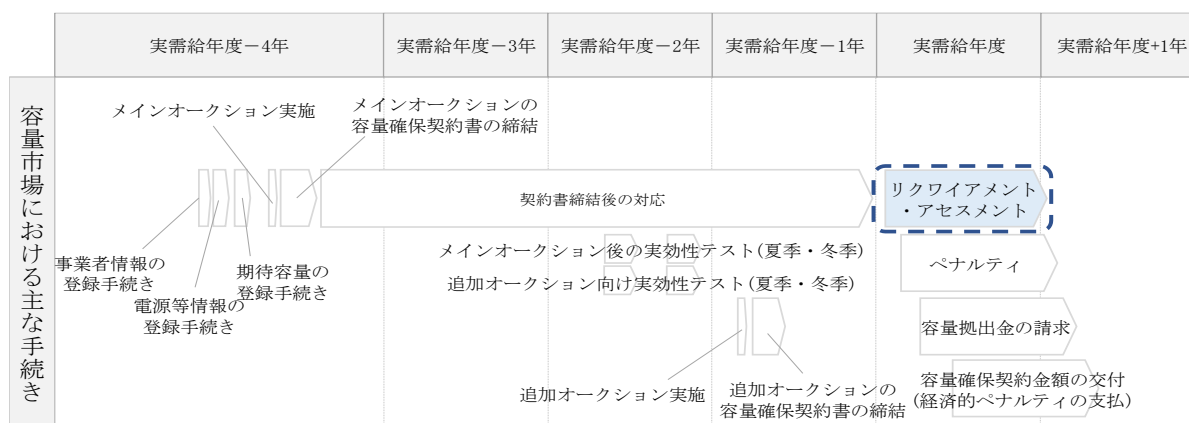 実需給年度－4年
実需給年度－3年
実需給年度－2年
実需給年度－1年
実需給年度
実需給年度+1年
容量市場における主な手続き
メインオークション実施
メインオークションの
容量確保契約書の締結
契約書締結後の対応
リクワイアメント
・アセスメント
事業者情報の
登録手続き
電源等情報の
登録手続き
期待容量の
登録手続き
メインオークション後の実効性テスト(夏季・冬季)
追加オークション向け実効性テスト(夏季・冬季)
ペナルティ
追加オークション実施
追加オークションの
容量確保契約書の締結
容量拠出金の請求
容量確保契約金額の交付
(経済的ペナルティの支払)